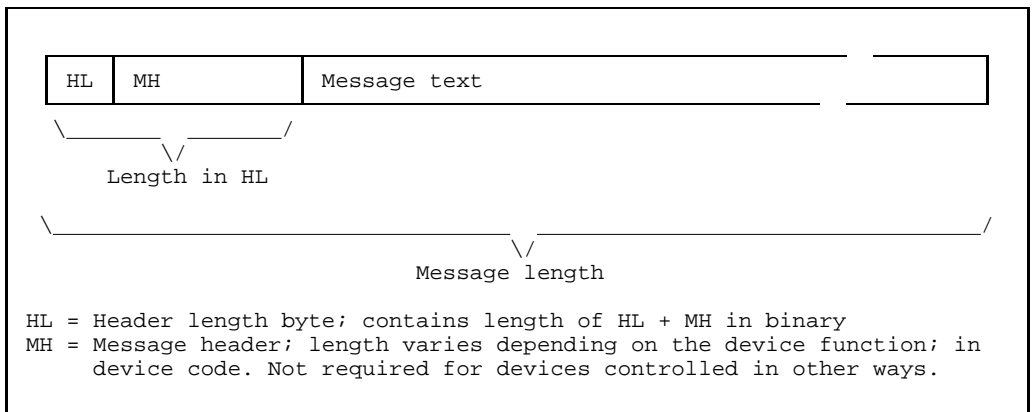 HL MH Message text
Length in HL
Message length
HL = Header length byte; contains length of HL + MH in binary
MH = Message header; length varies depending on the device function; in
device code. Not required for devices controlled in other ways.